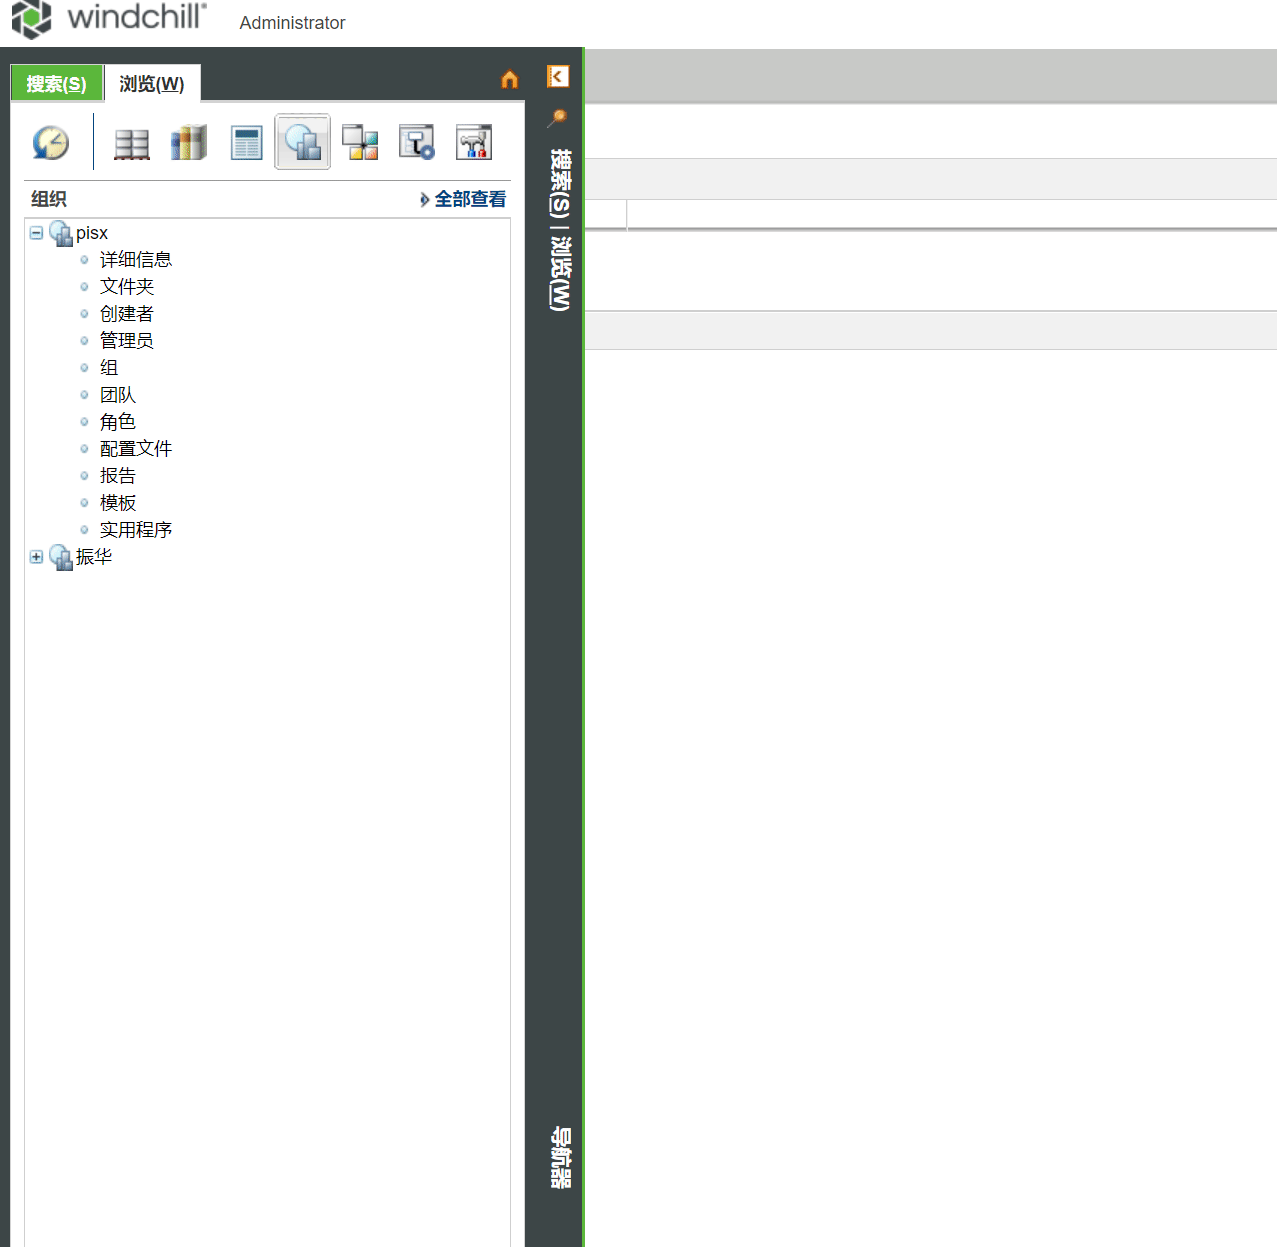 windchill®
Administrator
搜索(S)
浏览(W)
组织
全部查看
pisx
详细信息
文件夹
创建者
管理员
组
团队
角色
配置文件
报告
模板
实用程序
振华
搜索(S) | 浏览(W)
导航器